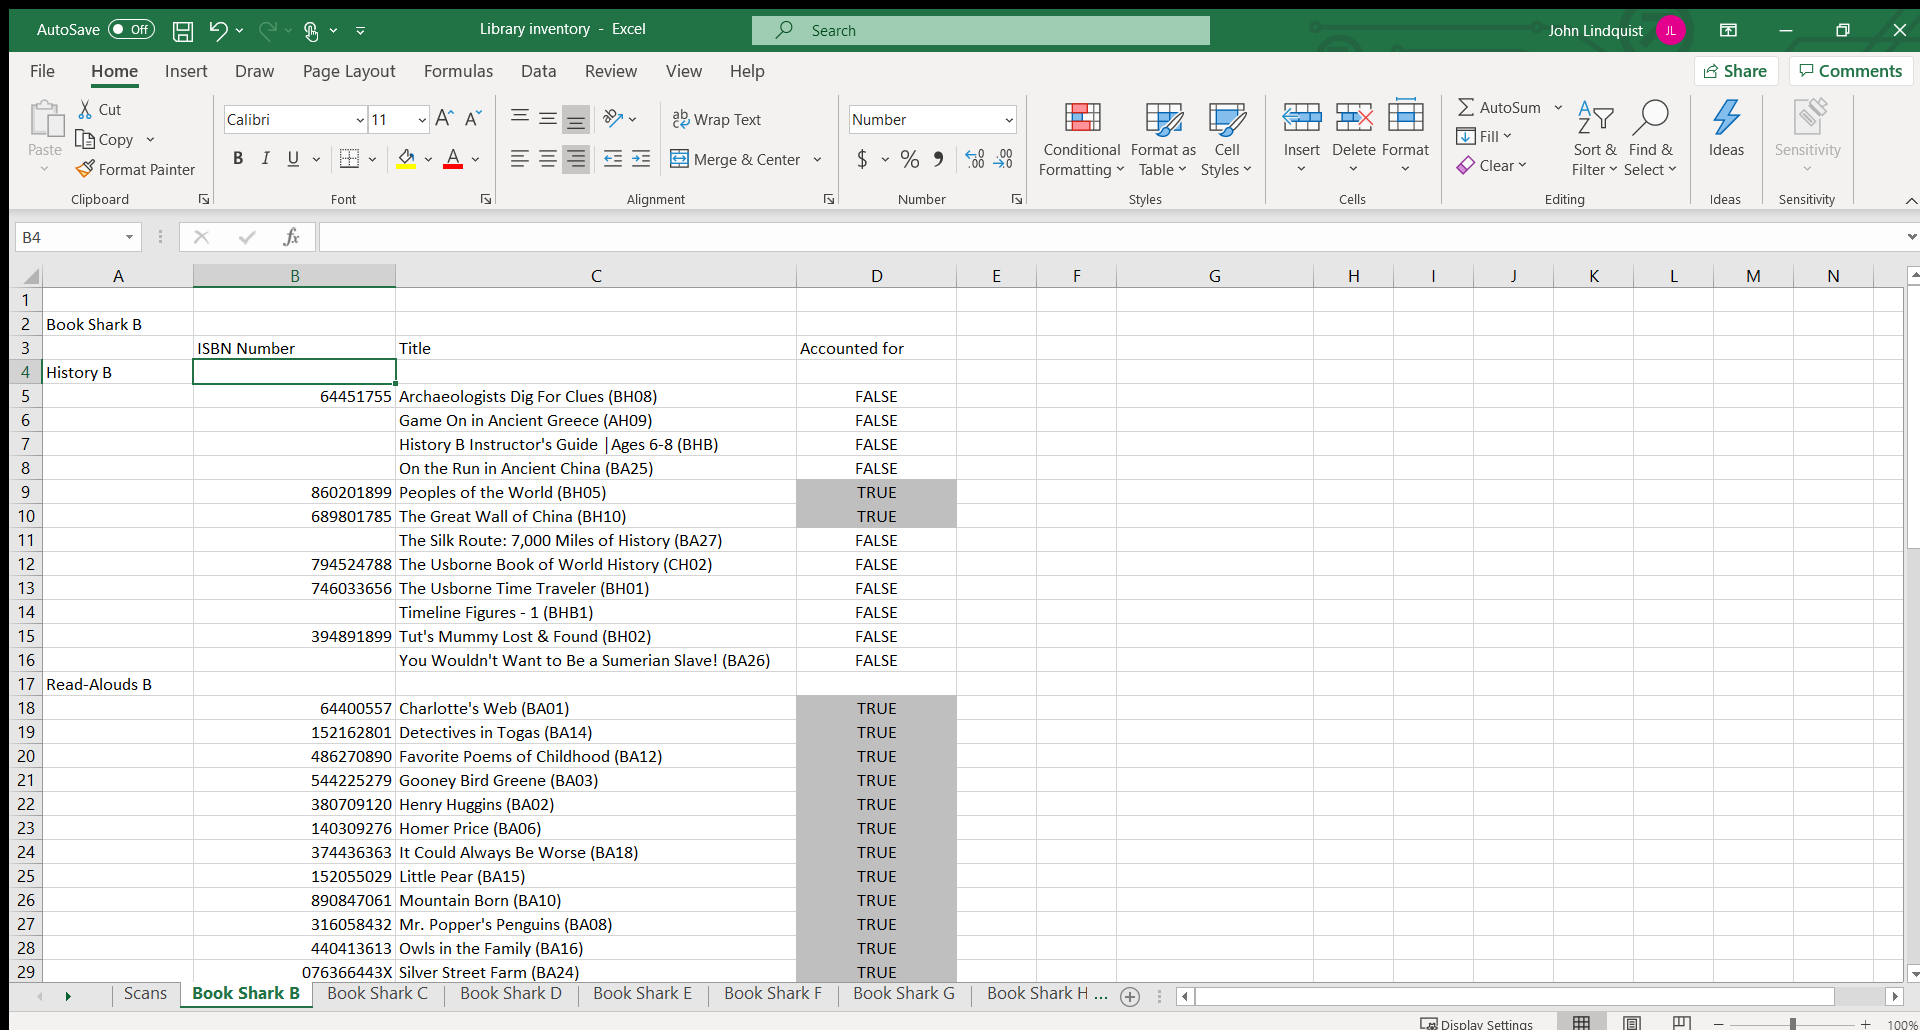 AutoSave Off Library inventory - Excel Search John Lindquist JL
File Home Insert Draw Page Layout Formulas Data Review View Help Share Comments
Paste Cut Copy Format Painter Clipboard
Calibri 11 B I U A Font
Wrap Text Merge & Center Alignment
Number $ % Number
Conditional Formatting Format as Table Cell Styles Styles
Insert Delete Format Cells
AutoSum Fill Clear Sort & Filter Find & Select Editing
Ideas Ideas
Sensitivity Sensitivity
B4 fx
A B C D E F G H I J K L M N
1
2 Book Shark B
3 ISBN Number Title Accounted for
4 History B
5 64451755 Archaeologists Dig For Clues (BH08) FALSE
6 Game On in Ancient Greece (AH09) FALSE
7 History B Instructor's Guide |Ages 6-8 (BHB) FALSE
8 On the Run in Ancient China (BA25) FALSE
9 860201899 Peoples of the World (BH05) TRUE
10 689801785 The Great Wall of China (BH10) TRUE
11 The Silk Route: 7,000 Miles of History (BA27) FALSE
12 794524788 The Usborne Book of World History (CH02) FALSE
13 746033656 The Usborne Time Traveler (BH01) FALSE
14 Timeline Figures - 1 (BHB1) FALSE
15 394891899 Tut's Mummy Lost & Found (BH02) FALSE
16 You Wouldn't Want to Be a Sumerian Slave! (BA26) FALSE
17 Read-Alouds B
18 64400557 Charlotte's Web (BA01) TRUE
19 152162801 Detectives in Togas (BA14) TRUE
20 486270890 Favorite Poems of Childhood (BA12) TRUE
21 544225279 Gooney Bird Greene (BA03) TRUE
22 380709120 Henry Huggins (BA02) TRUE
23 140309276 Homer Price (BA06) TRUE
24 374436363 It Could Always Be Worse (BA18) TRUE
25 152055029 Little Pear (BA15) TRUE
26 890847061 Mountain Born (BA10) TRUE
27 316058432 Mr. Popper's Penguins (BA08) TRUE
28 440413613 Owls in the Family (BA16) TRUE
29 076366443X Silver Street Farm (BA24) TRUE
Scans Book Shark B Book Shark C Book Shark D Book Shark E Book Shark F Book Shark G Book Shark H ...
Display Settings 100%